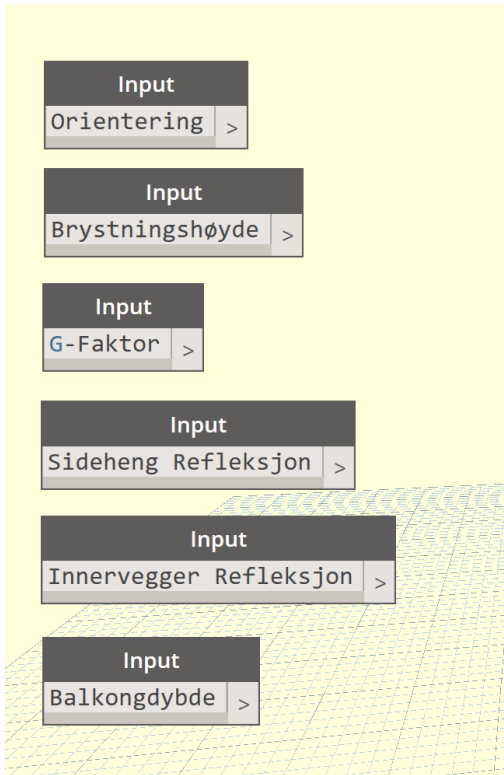 Input
Orientering >
Input
Brystningshøyde >
Input
G-Faktor >
Input
Sideheng Refleksjon >
Input
Innervegger Refleksjon >
Input
Balkongdybde >